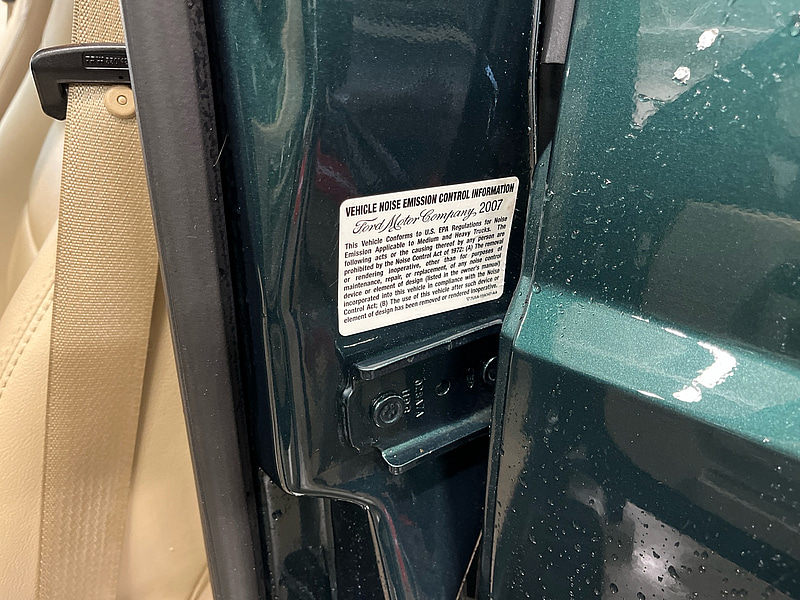 VEHICLE NOISE EMISSION CONTROL INFORMATION
Ford Motor Company, 2007
This Vehicle Conforms to U.S. EPA Regulations for Noise
Emission Applicable to Medium and Heavy Trucks. The
following acts or the causing thereof by any person are
prohibited by the Noise Control Act of 1972: (A) The removal
or rendering inoperative, other than for purposes of
maintenance, repair, or replacement, of any noise control
device or element of design (listed in the owner's manual)
incorporated into this vehicle in compliance with the Noise
Control Act; (B) The use of this vehicle after such device or
element of design has been removed or rendered inoperative.